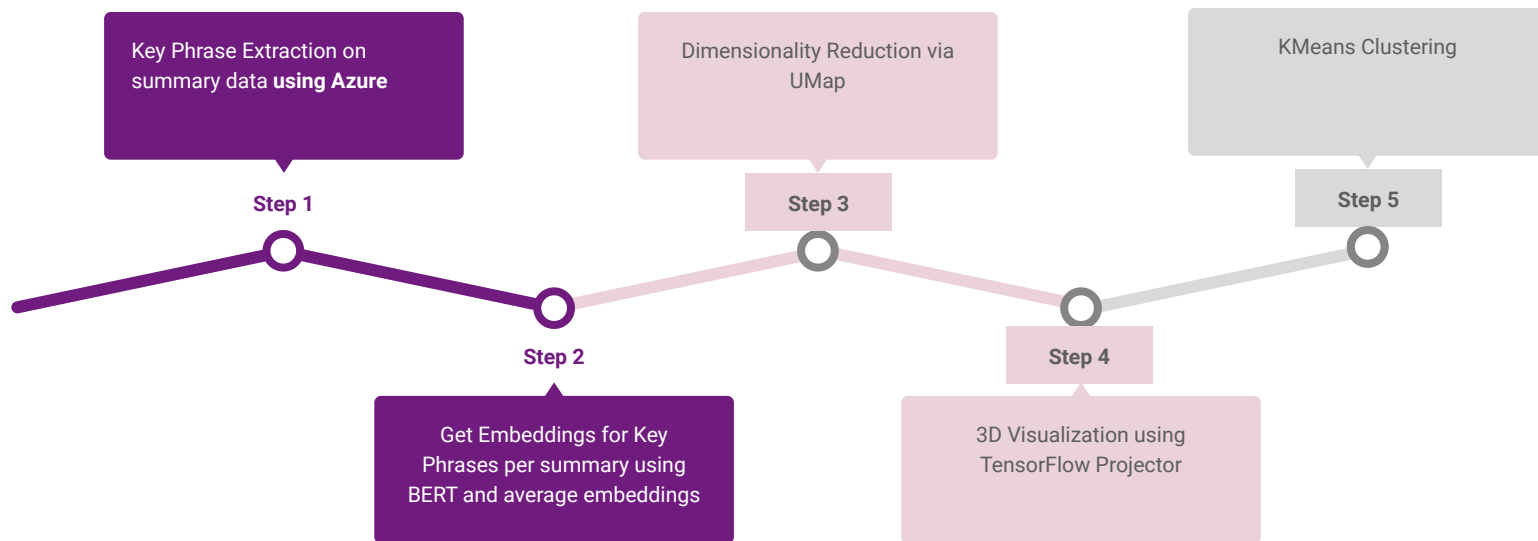 Key Phrase Extraction on
summary data using Azure
Step 1
Step 2
Get Embeddings for Key
Phrases per summary using
BERT and average embeddings
Dimensionality Reduction via
UMap
Step 3
Step 4
3D Visualization using
TensorFlow Projector
KMeans Clustering
Step 5